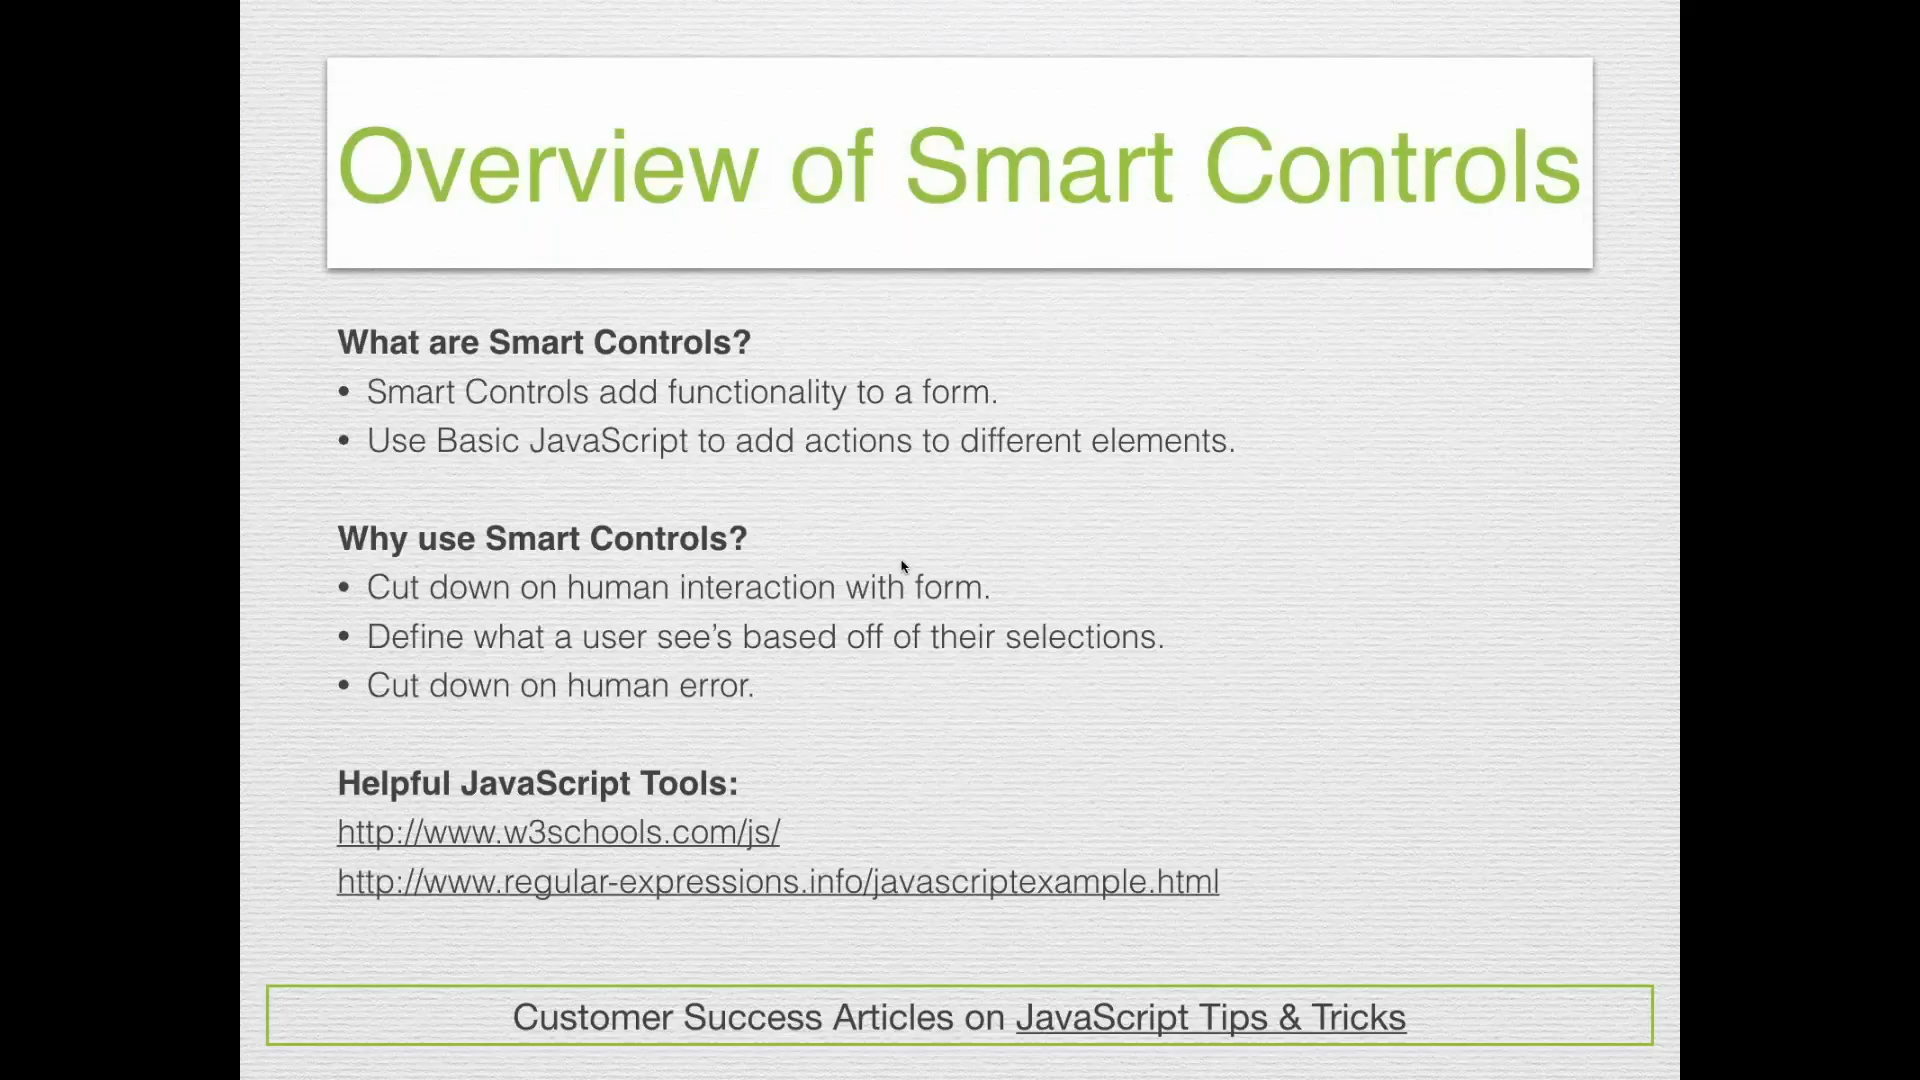 Overview of Smart Controls
What are Smart Controls?
• Smart Controls add functionality to a form.
• Use Basic JavaScript to add actions to different elements.
Why use Smart Controls?
• Cut down on human interaction with form.
• Define what a user see’s based off of their selections.
• Cut down on human error.
Helpful JavaScript Tools:
http://www.w3schools.com/js/
http://www.regular-expressions.info/javascriptexample.html
Customer Success Articles on JavaScript Tips & Tricks